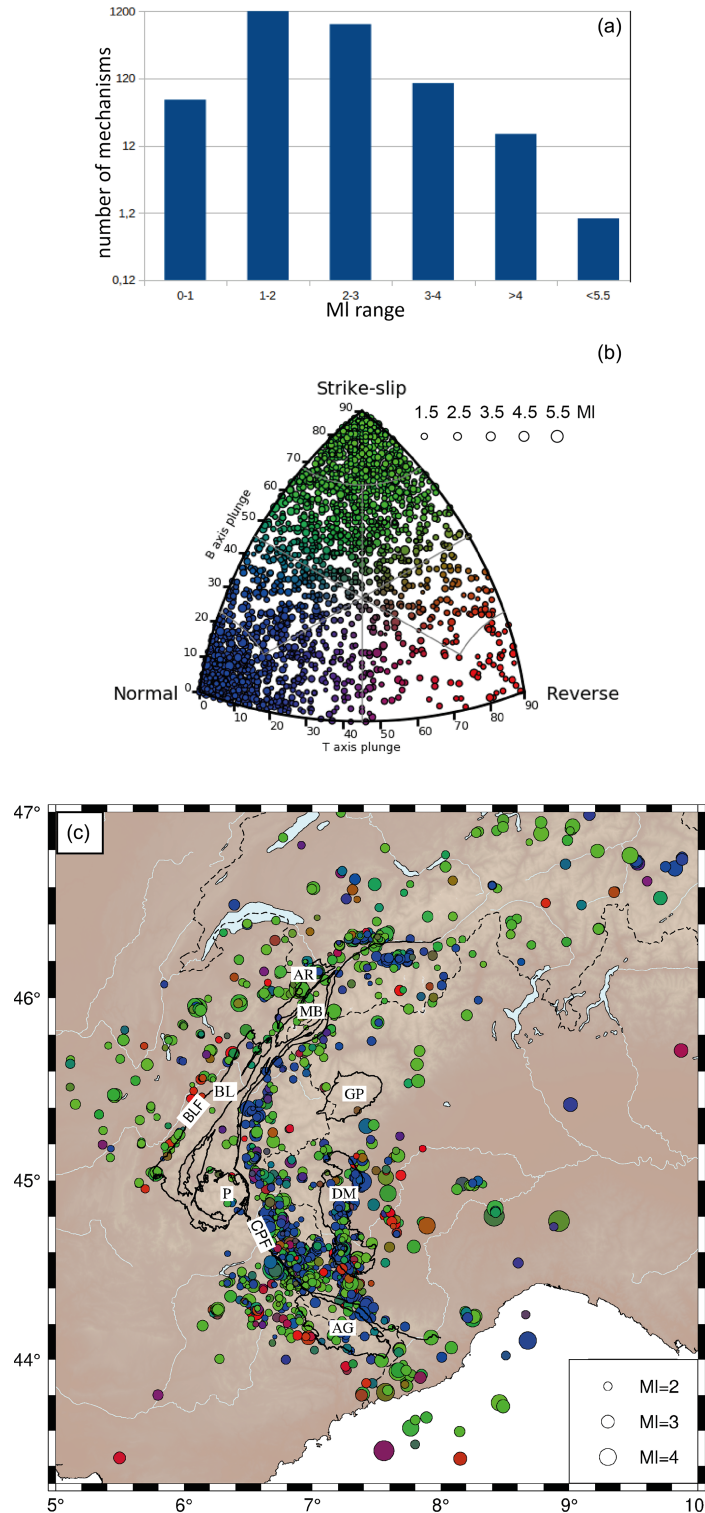 (a)
number of mechanisms
1200
120
12
1,2
0,12
0-1 1-2 2-3 3-4 >4 <5.5
Ml range
(b)
Strike-slip
1.5 2.5 3.5 4.5 5.5 Ml
B axis plunge
90
80
70
60
50
40
30
20
10
0
Normal
Reverse
0 10 20 30 40 50 60 70 80 90
T axis plunge
(c)
47°
46°
45°
44°
AR
MB
BL
BLF
GP
P
DM
CPF
AG
Ml=2
Ml=3
Ml=4
5° 6° 7° 8° 9° 10